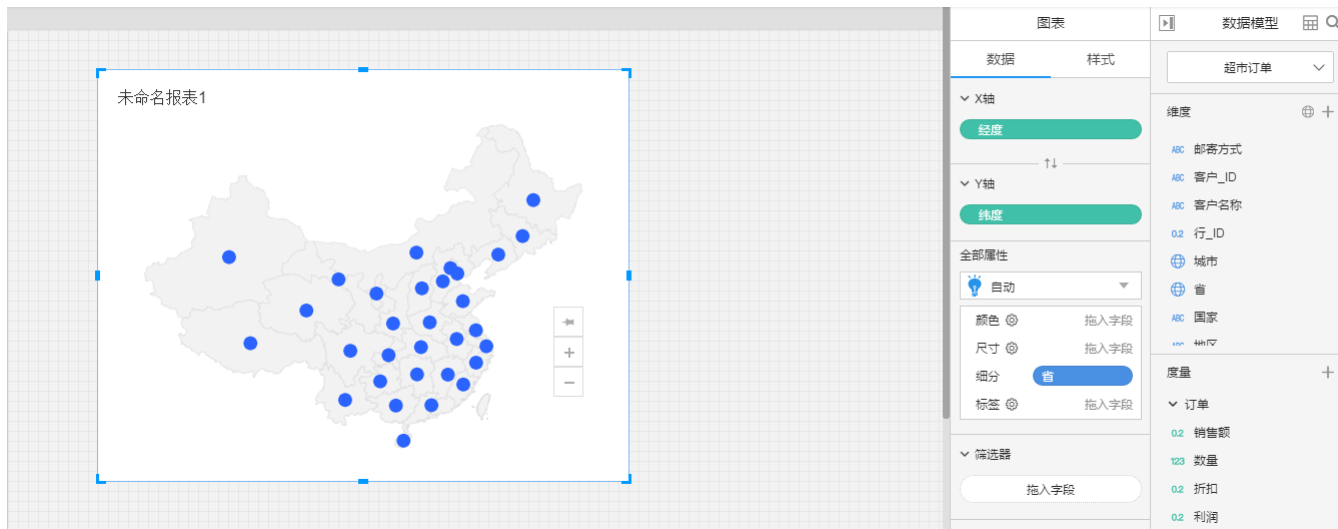 未命名报表1
图表
数据
样式
X轴
经度
Y轴
纬度
全部属性
自动
颜色 拖入字段
尺寸 拖入字段
细分 省
标签 拖入字段
筛选器
拖入字段
数据模型
超市订单
维度
ABC 邮寄方式
ABC 客户_ID
ABC 客户名称
0.2 行_ID
城市
省
ABC 国家
度量
订单
0.2 销售额
123 数量
0.2 折扣
0.2 利润